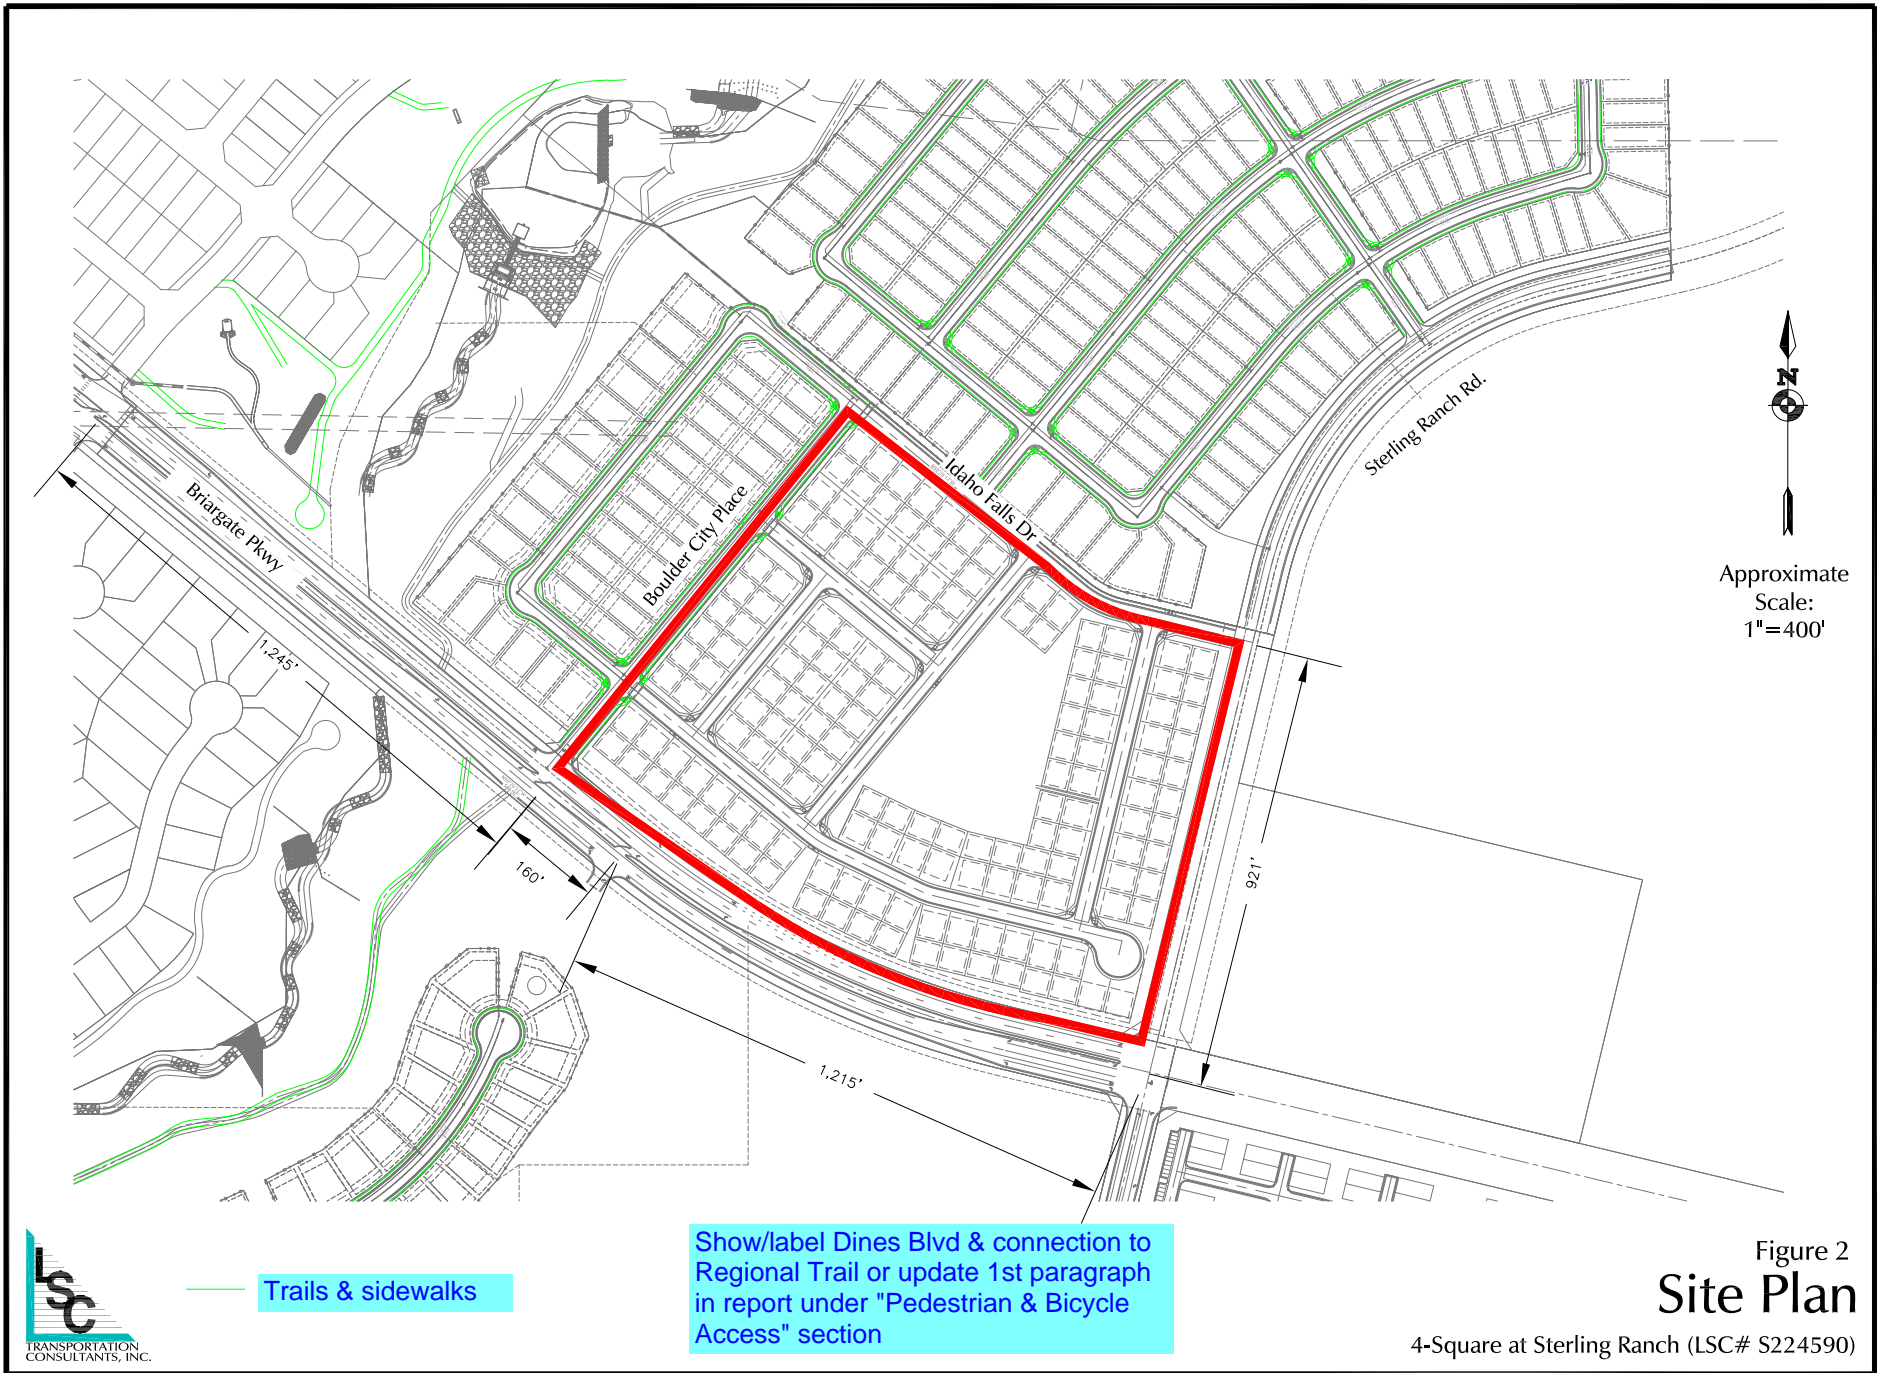 Briargate Pkwy
Boulder City Place
Idaho Falls Dr
Sterling Ranch Rd.
N
Approximate
Scale:
1"=400'
1,245'
160'
921'
1,215'
LSC
TRANSPORTATION
CONSULTANTS, INC.
Trails & sidewalks
Show/label Dines Blvd & connection to
Regional Trail or update 1st paragraph
in report under "Pedestrian & Bicycle
Access" section
Figure 2
Site Plan
4-Square at Sterling Ranch (LSC# S224590)